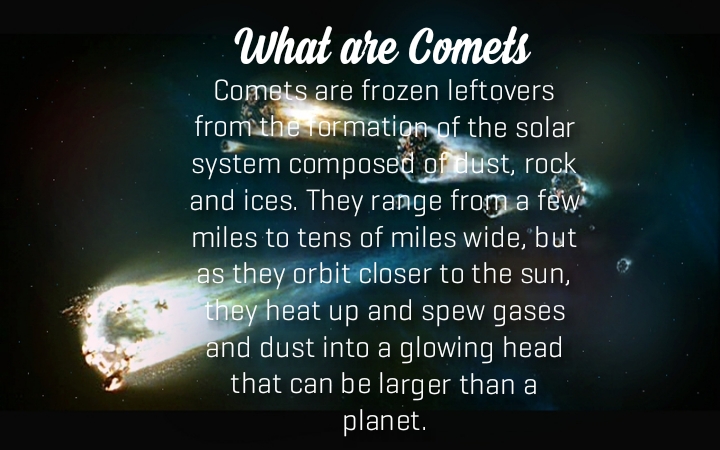 What are Comets
Comets are frozen leftovers
from the formation of the solar
system composed of dust, rock
and ices. They range from a few
miles to tens of miles wide, but
as they orbit closer to the sun,
they heat up and spew gases
and dust into a glowing head
that can be larger than a
planet.